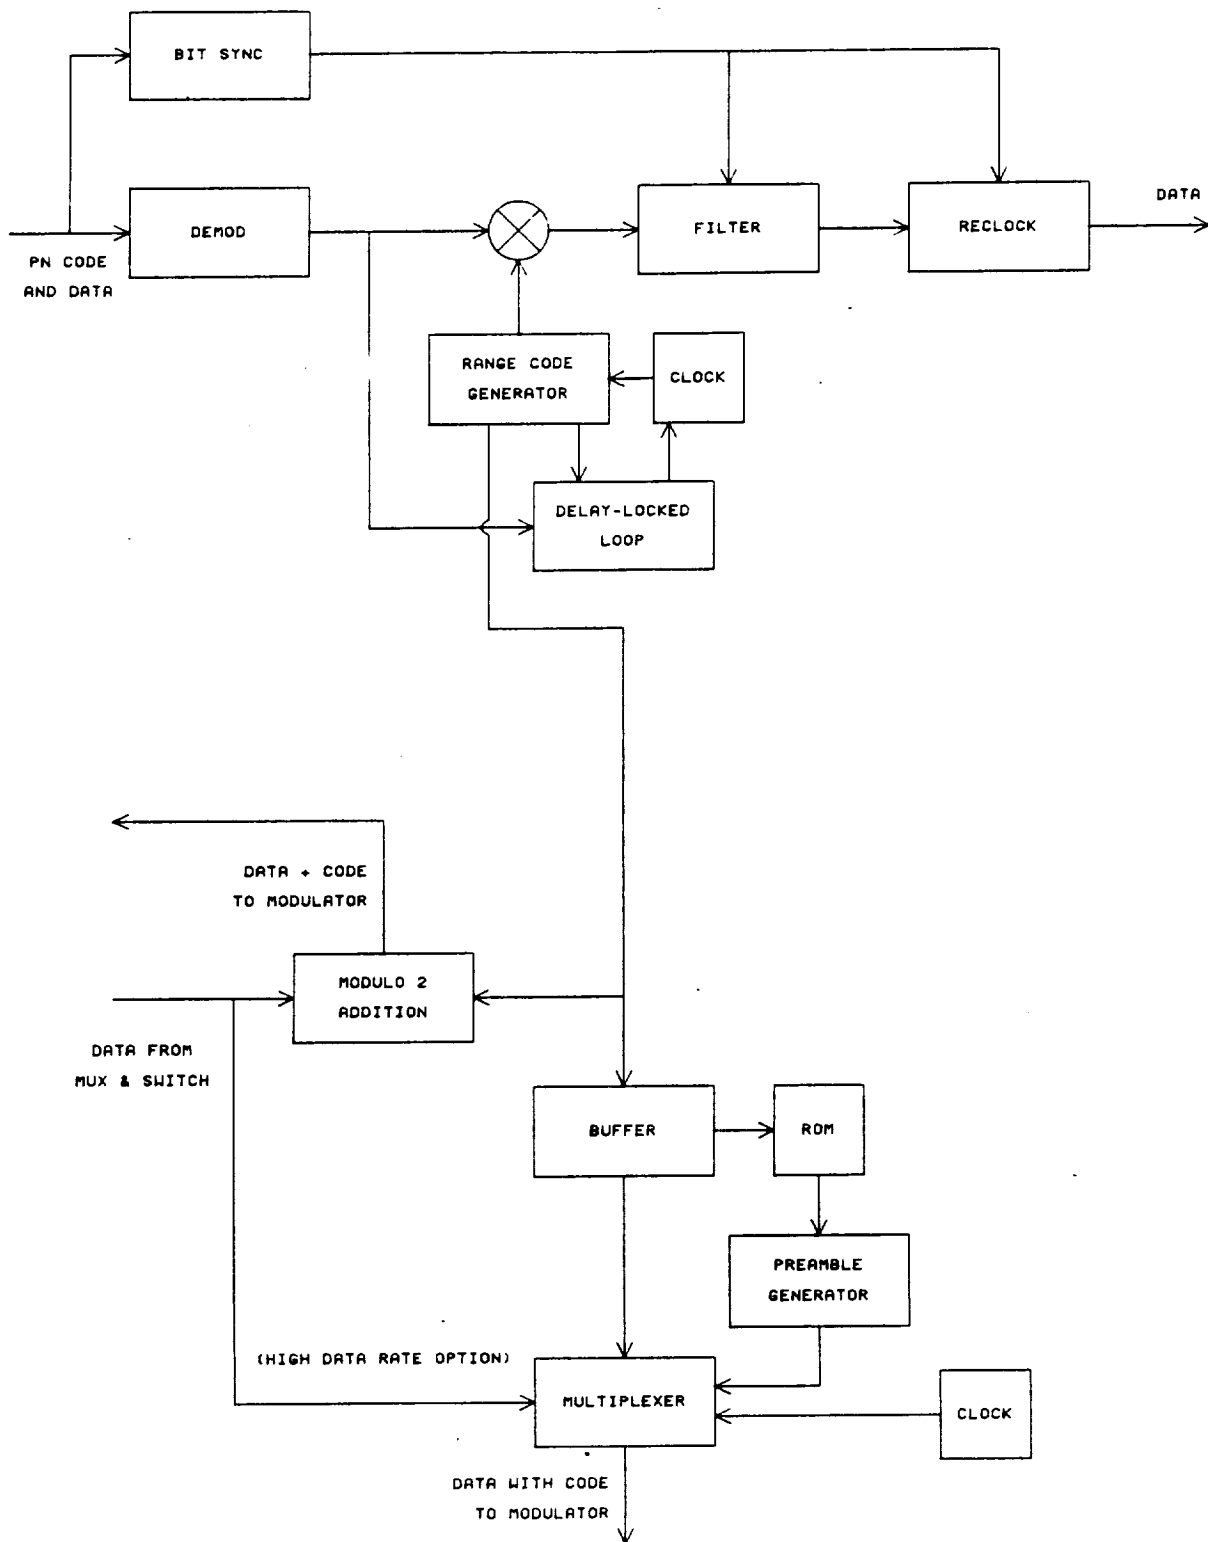 BIT SYNC
DEMOD
FILTER
RECLOCK
DATA
PN CODE
AND DATA
RANGE CODE
GENERATOR
CLOCK
DELAY-LOCKED
LOOP
DATA + CODE
TO MODULATOR
MODULO 2
ADDITION
DATA FROM
MUX & SWITCH
BUFFER
ROM
PREAMBLE
GENERATOR
(HIGH DATA RATE OPTION)
MULTIPLEXER
CLOCK
DATA WITH CODE
TO MODULATOR